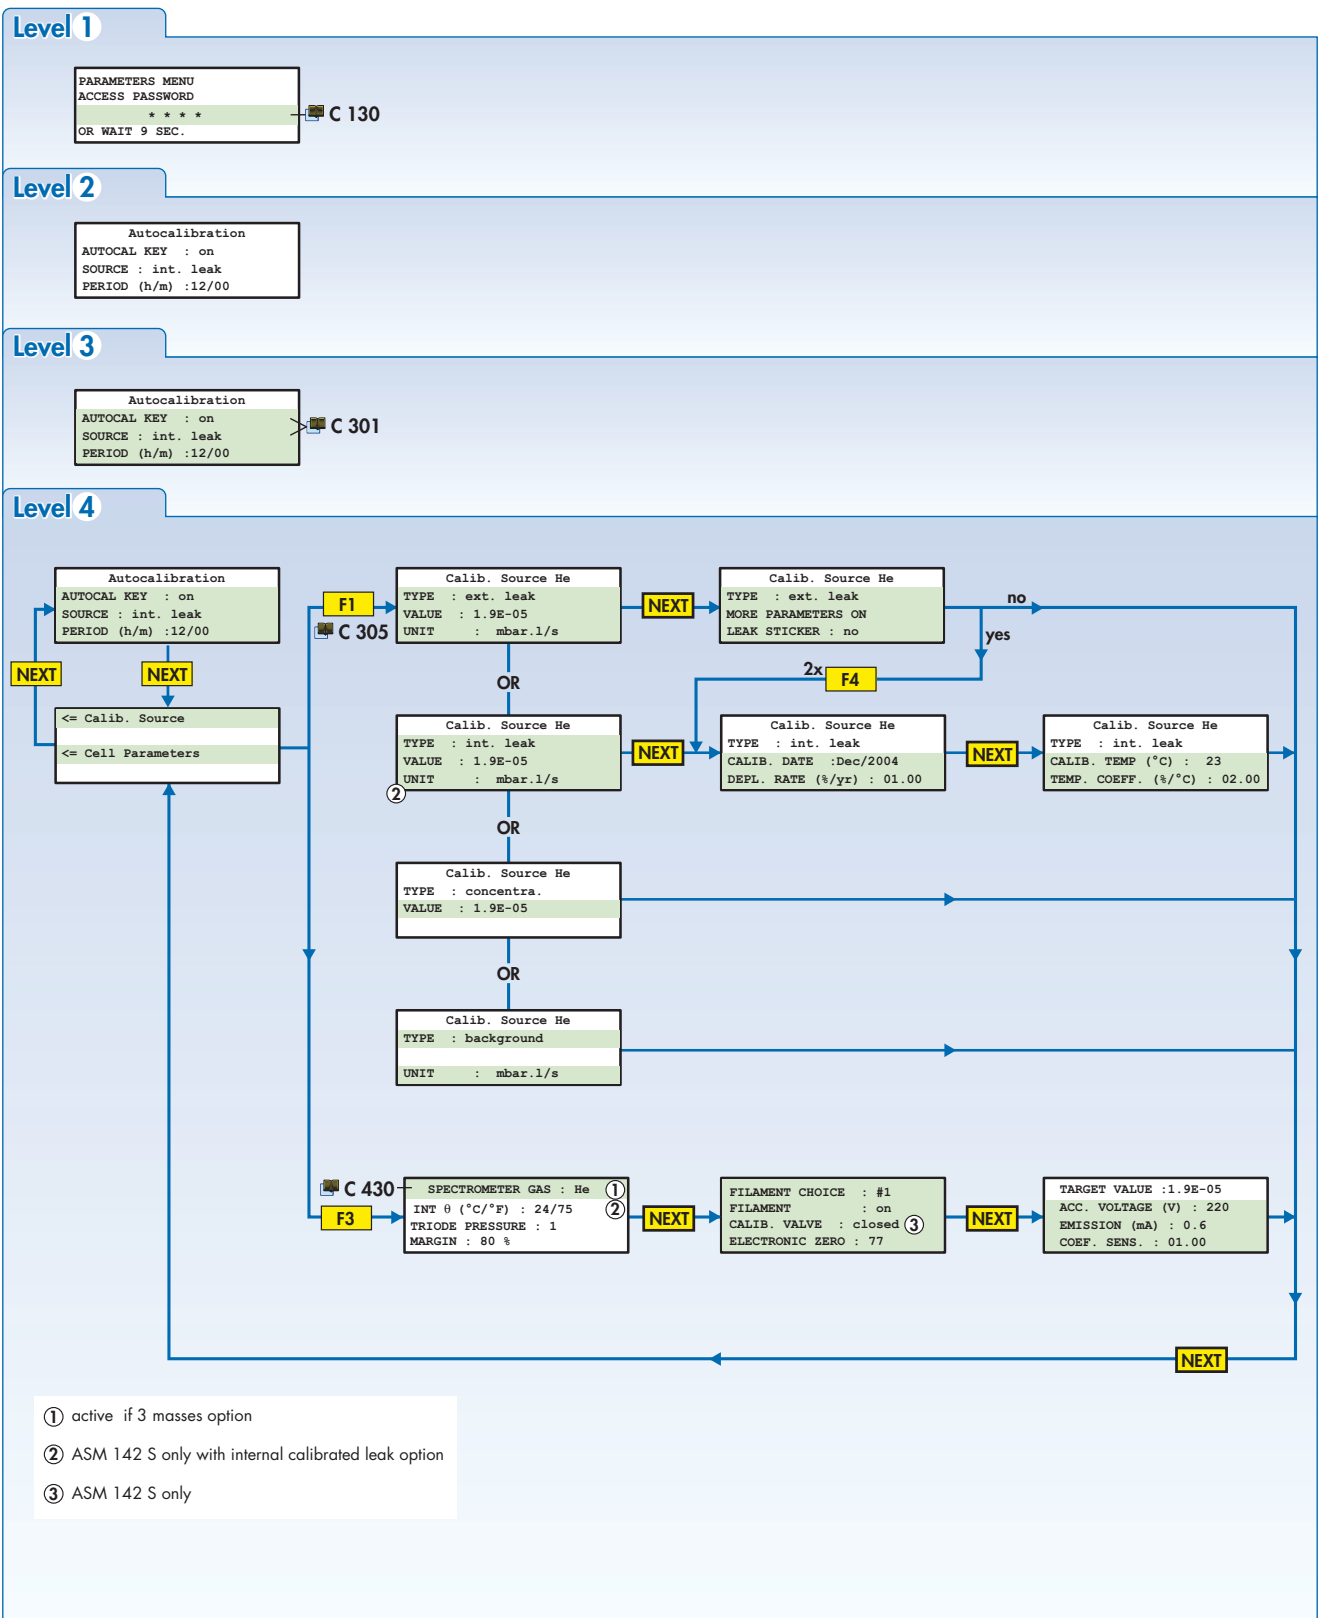 Level 1
PARAMETERS MENU
ACCESS PASSWORD
* * * *
OR WAIT 9 SEC.
C 130
Level 2
Autocalibration
AUTOCAL KEY : on
SOURCE : int. leak
PERIOD (h/m) :12/00
Level 3
Autocalibration
AUTOCAL KEY : on
SOURCE : int. leak
PERIOD (h/m) :12/00
C 301
Level 4
Autocalibration
AUTOCAL KEY : on
SOURCE : int. leak
PERIOD (h/m) :12/00
NEXT
NEXT
<= Calib. Source
<= Cell Parameters
F1
C 305
Calib. Source He
TYPE : ext. leak
VALUE : 1.9E-05
UNIT : mbar.l/s
NEXT
Calib. Source He
TYPE : ext. leak
MORE PARAMETERS ON
LEAK STICKER : no
no
yes
2x
F4
OR
Calib. Source He
TYPE : int. leak
VALUE : 1.9E-05
UNIT : mbar.l/s
2
NEXT
Calib. Source He
TYPE : int. leak
CALIB. DATE :Dec/2004
DEPL. RATE (%/yr) : 01.00
NEXT
Calib. Source He
TYPE : int. leak
CALIB. TEMP (°C) : 23
TEMP. COEFF. (%/°C) : 02.00
OR
Calib. Source He
TYPE : concentra.
VALUE : 1.9E-05
OR
Calib. Source He
TYPE : background
UNIT : mbar.l/s
C 430
F3
SPECTROMETER GAS : He 1
INT θ (°C/°F) : 24/75 2
TRIODE PRESSURE : 1
MARGIN : 80 %
NEXT
FILAMENT CHOICE : #1
FILAMENT : on
CALIB. VALVE : closed 3
ELECTRONIC ZERO : 77
NEXT
TARGET VALUE :1.9E-05
ACC. VOLTAGE (V) : 220
EMISSION (mA) : 0.6
COEF. SENS. : 01.00
NEXT
1 active if 3 masses option
2 ASM 142 S only with internal calibrated leak option
3 ASM 142 S only